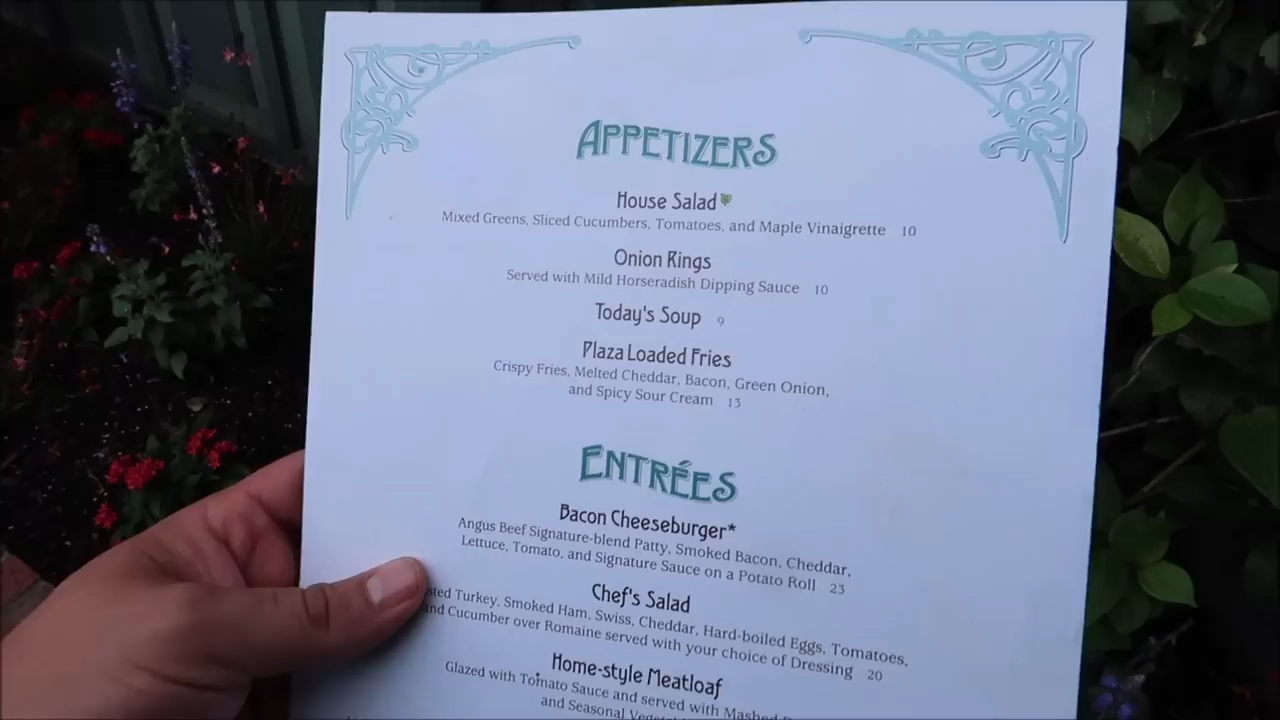 APPETIZERS
House Salad
Mixed Greens, Sliced Cucumbers, Tomatoes, and Maple Vinaigrette 10
Onion Rings
Served with Mild Horseradish Dipping Sauce 10
Today's Soup 9
Plaza Loaded Fries
Crispy Fries, Melted Cheddar, Bacon, Green Onion,
and Spicy Sour Cream 13
ENTRÉES
Bacon Cheeseburger*
Angus Beef Signature-blend Patty, Smoked Bacon, Cheddar,
Lettuce, Tomato, and Signature Sauce on a Potato Roll 23
Chef's Salad
Turkey, Smoked Ham, Swiss, Cheddar, Hard-boiled Eggs, Tomatoes,
and Cucumber over Romaine served with your choice of Dressing 20
Home-style Meatloaf
Glazed with Tomato Sauce and served with Mashed
and Seasonal